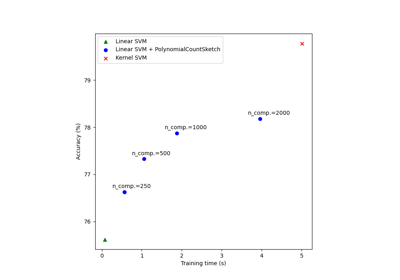 Linear SVM
Linear SVM + PolynomialCountSketch
Kernel SVM
79
n_comp.=2000
n_comp.=1000
78
n_comp.=500
77
n_comp.=250
76
Accuracy (%)
0 1 2 3 4 5
Training time (s)